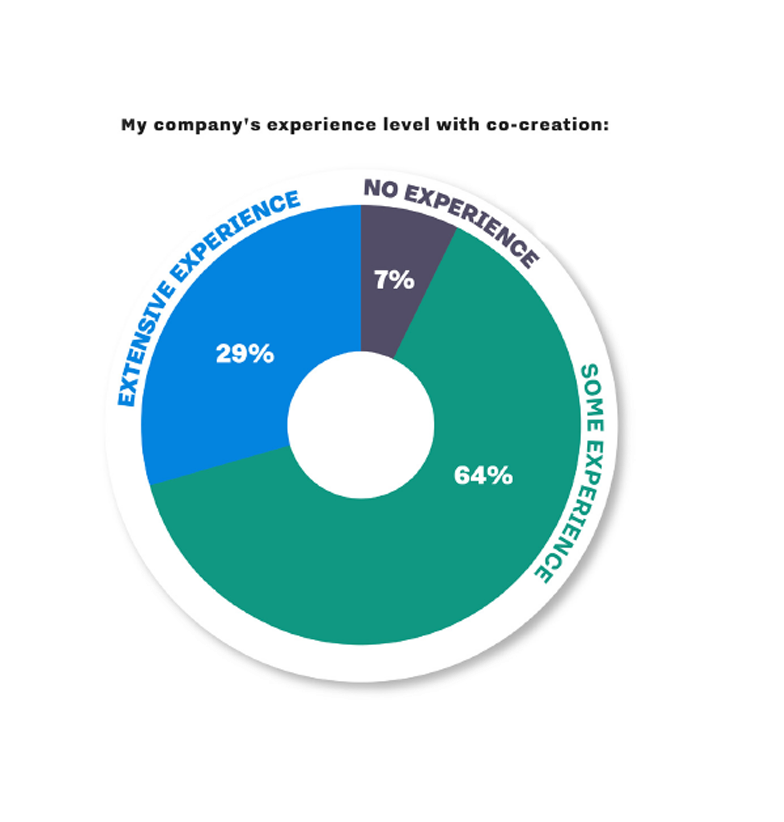 My company's experience level with co-creation:
NO EXPERIENCE
7%
EXTENSIVE EXPERIENCE
29%
SOME EXPERIENCE
64%